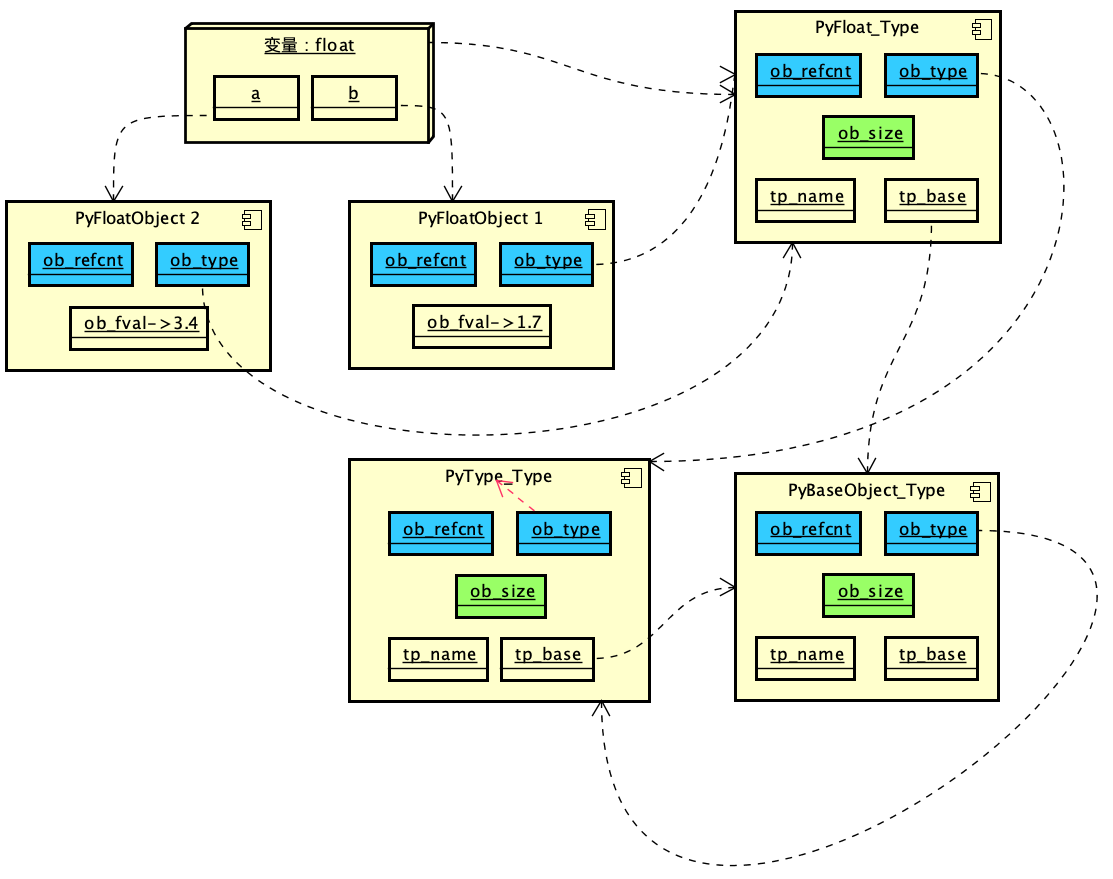 变量：float
a
b
PyFloat_Type
ob_refcnt
ob_type
ob_size
tp_name
tp_base
PyFloatObject 2
ob_refcnt
ob_type
ob_fval->3.4
PyFloatObject 1
ob_refcnt
ob_type
ob_fval->1.7
PyType_Type
ob_refcnt
ob_type
ob_size
tp_name
tp_base
PyBaseObject_Type
ob_refcnt
ob_type
ob_size
tp_name
tp_base